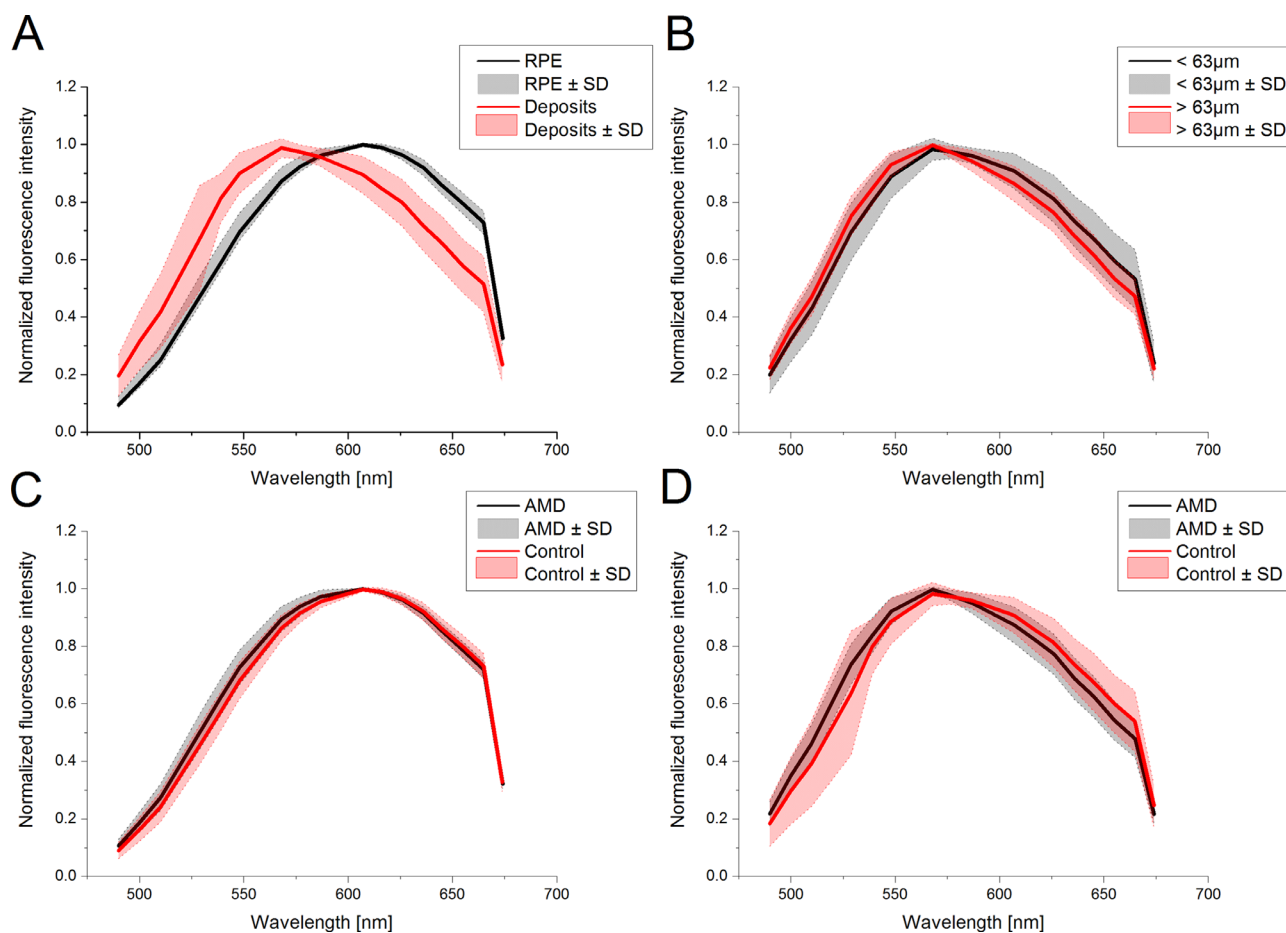 A
RPE
RPE ± SD
Deposits
Deposits ± SD
1.2
1.0
0.8
0.6
0.4
0.2
0.0
Normalized fluorescence intensity
500
550
600
650
700
Wavelength [nm]
B
< 63µm
< 63µm ± SD
> 63µm
> 63µm ± SD
1.2
1.0
0.8
0.6
0.4
0.2
0.0
Normalized fluorescence intensity
500
550
600
650
700
Wavelength [nm]
C
AMD
AMD ± SD
Control
Control ± SD
1.2
1.0
0.8
0.6
0.4
0.2
0.0
Normalized fluorescence intensity
500
550
600
650
700
Wavelength [nm]
D
AMD
AMD ± SD
Control
Control ± SD
1.2
1.0
0.8
0.6
0.4
0.2
0.0
Normalized fluorescence intensity
500
550
600
650
700
Wavelength [nm]